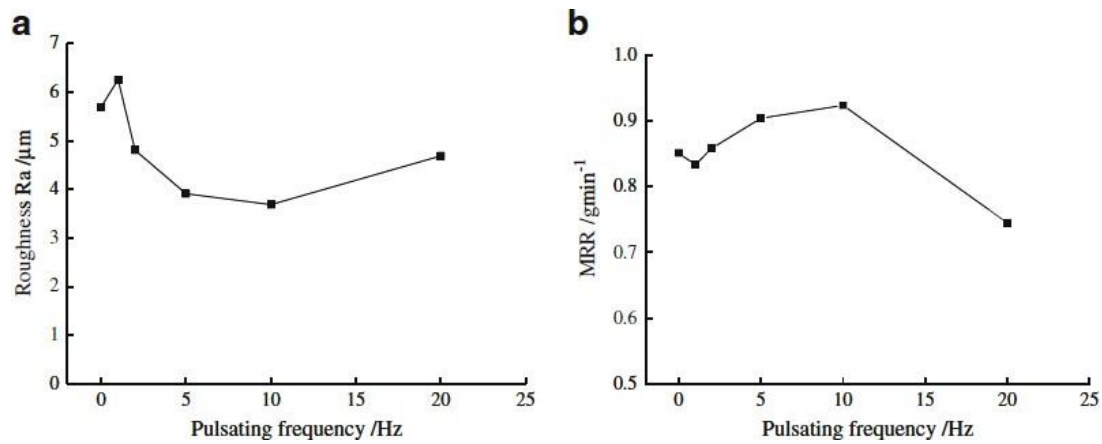 a
7
6
5
4
3
2
1
0
Roughness Ra /μm
0 5 10 15 20 25
Pulsating frequency /Hz
b
1.0
0.9
0.8
0.7
0.6
0.5
MRR /gmin⁻¹
0 5 10 15 20 25
Pulsating frequency /Hz